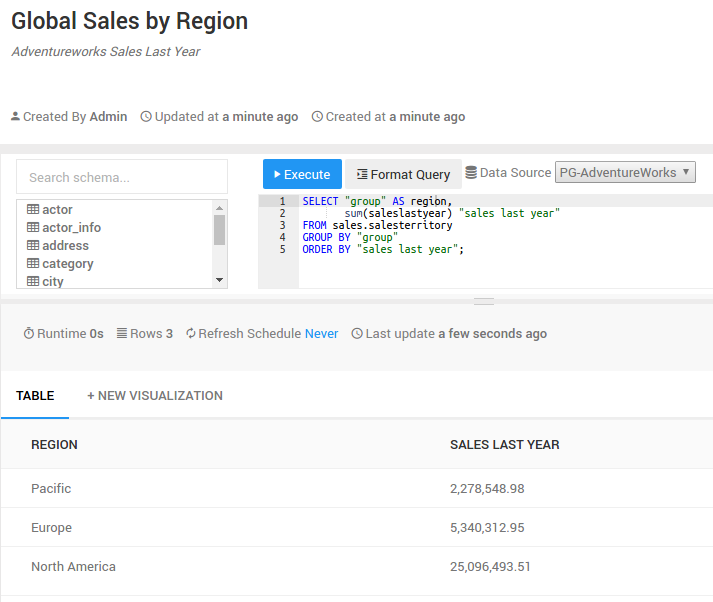 Global Sales by Region
Adventureworks Sales Last Year
Created By Admin Updated at a minute ago Created at a minute ago
Search schema...
actor
actor_info
address
category
city
Execute Format Query Data Source PG-AdventureWorks
1 SELECT "group" AS region,
2 sum(saleslastyear) "sales last year"
3 FROM sales.salesterritory
4 GROUP BY "group"
5 ORDER BY "sales last year";
Runtime 0s Rows 3 Refresh Schedule Never Last update a few seconds ago
TABLE + NEW VISUALIZATION
REGION SALES LAST YEAR
Pacific 2,278,548.98
Europe 5,340,312.95
North America 25,096,493.51